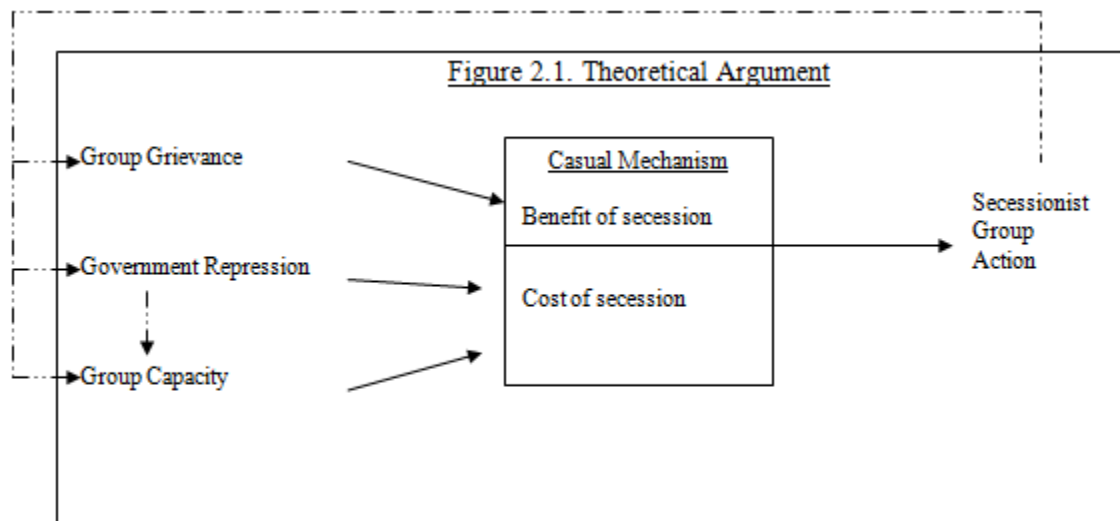 Figure 2.1. Theoretical Argument
Group Grievance
Casual Mechanism
Benefit of secession
Secessionist
Group
Action
Government Repression
Cost of secession
Group Capacity